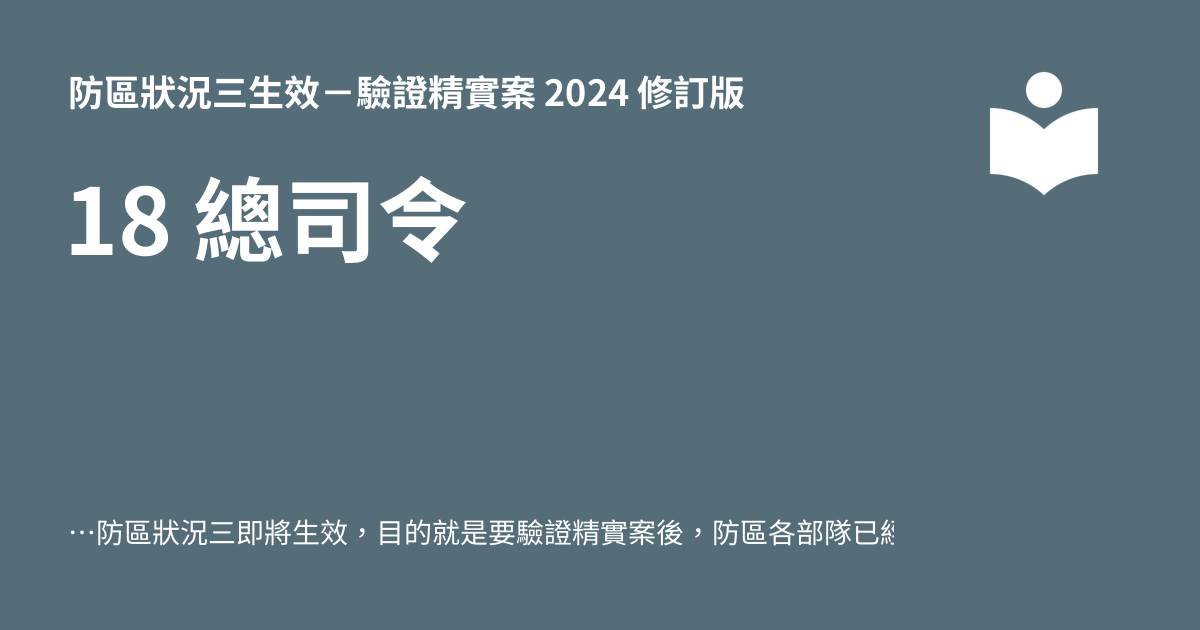 防區狀況三生效－驗證精實案 2024 修訂版
18 總司令
…防區狀況三即將生效，目的就是要驗證精實案後，防區各部隊已